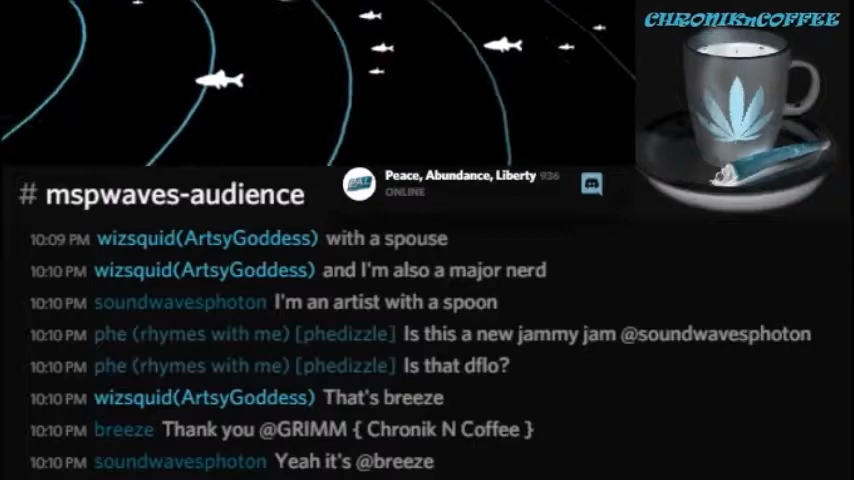 CHRONIKnCOFFEE
Peace, Abundance, Liberty 936
ONLINE
# mspwaves-audience
10:09 PM wizsquid(ArtsyGoddess) with a spouse
10:10 PM wizsquid(ArtsyGoddess) and I'm also a major nerd
10:10 PM soundwavesphoton I'm an artist with a spoon
10:10 PM phe (rhymes with me) [phedizzle] Is this a new jammy jam @soundwavesphoton
10:10 PM phe (rhymes with me) [phedizzle] Is that dflo?
10:10 PM wizsquid(ArtsyGoddess) That's breeze
10:10 PM breeze Thank you @GRIMM { Chronik N Coffee }
10:10 PM soundwavesphoton Yeah it's @breeze